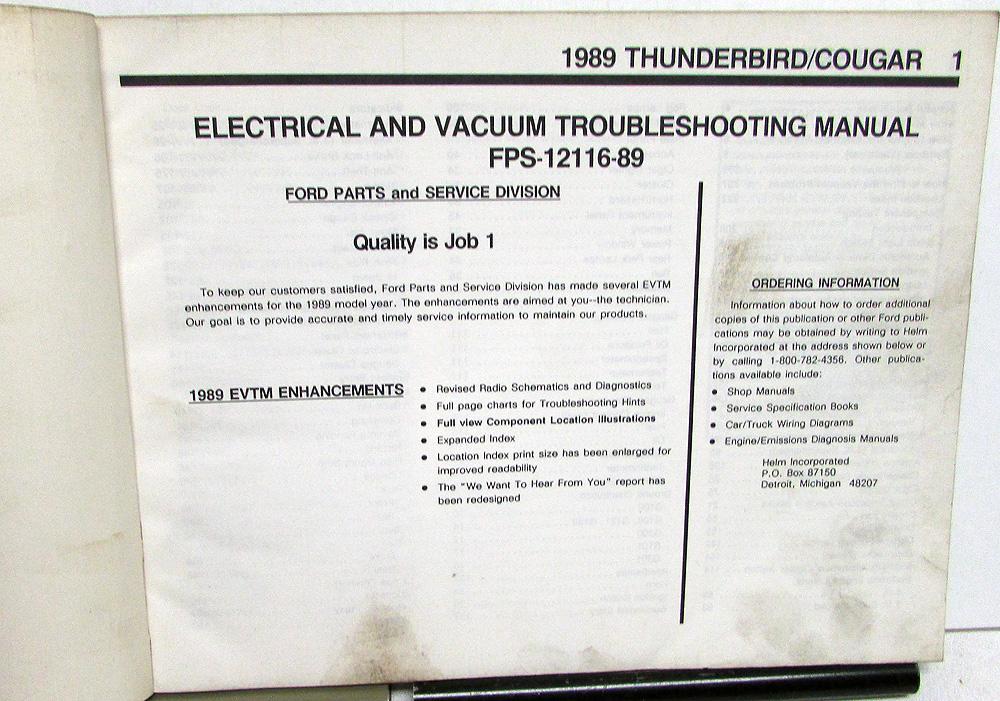 1989 THUNDERBIRD/COUGAR 1
ELECTRICAL AND VACUUM TROUBLESHOOTING MANUAL
FPS-12116-89
FORD PARTS and SERVICE DIVISION
Quality is Job 1
To keep our customers satisfied, Ford Parts and Service Division has made several EVTM
enhancements for the 1989 model year. The enhancements are aimed at you--the technician.
Our goal is to provide accurate and timely service information to maintain our products.
1989 EVTM ENHANCEMENTS
● Revised Radio Schematics and Diagnostics
● Full page charts for Troubleshooting Hints
● Full view Component Location Illustrations
● Expanded Index
● Location Index print size has been enlarged for
improved readability
● The "We Want To Hear From You" report has
been redesigned
ORDERING INFORMATION
Information about how to order additional
copies of this publication or other Ford publi-
cations may be obtained by writing to Helm
Incorporated at the address shown below or
by calling 1-800-782-4356. Other publica-
tions available include:
● Shop Manuals
● Service Specification Books
● Car/Truck Wiring Diagrams
● Engine/Emissions Diagnosis Manuals
Helm Incorporated
P.O. Box 87150
Detroit, Michigan 48207